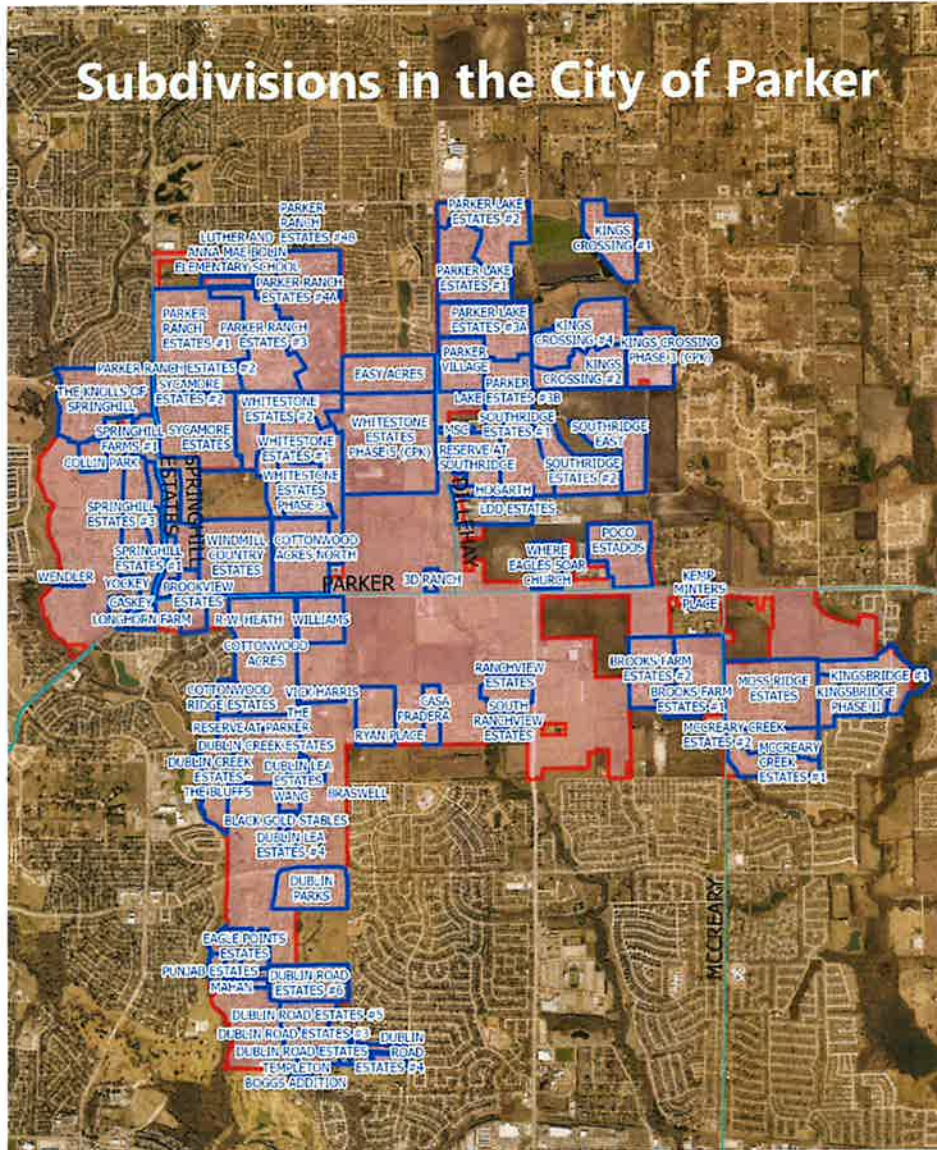 Subdivisions in the City of Parker
PARKER
RANCH
ESTATES #4B
LUTHER AND
ANNA MAE BOLIN
ELEMENTARY SCHOOL
PARKER RANCH
ESTATES #4A
PARKER LAKE
ESTATES #2
KINGS
CROSSING #1
PARKER LAKE
ESTATES #1
PARKER
RANCH
ESTATES #1
PARKER RANCH
ESTATES #3
PARKER LAKE
ESTATES #3A
KINGS
CROSSING #4
KINGS CROSSING
PHASE 3 (CPK)
PARKER
VILLAGE
KINGS
CROSSING #2
PARKER RANCH ESTATES #2
EASY ACRES
THE KNOLLS OF
SPRINGHILL
SYCAMORE
ESTATES #2
WHITESTONE
ESTATES #2
PARKER
LAKE ESTATES #3B
WHITESTONE
ESTATES
PHASE 3 (CPK)
MSG
SOUTHRIDGE
ESTATES #1
SOUTHRIDGE
EAST
SPRINGHILL
FARMS #1
SYCAMORE
ESTATES
WHITESTONE
ESTATES #1
RESERVE AT
SOUTHRIDGE
COLLIN PARK
SPRINGHILL
ESTATES
WHITESTONE
ESTATES
PHASE 3
SOUTHRIDGE
ESTATES #2
HOGARTH
DILLEHAY
LDD ESTATES
SPRINGHILL
ESTATES #3
WINDMILL
COUNTRY
ESTATES
COTTONWOOD
ACRES NORTH
POCO
ESTADOS
SPRINGHILL
ESTATES #1
WHERE
EAGLES SOAR
CHURCH
WENDLER
YOCKEY
BROOKVIEW
ESTATES
PARKER
3D RANCH
KEMP
MINTERS
PLACE
CASKEY
LONGHORN FARM
R.W. HEATH
WILLIAMS
COTTONWOOD
ACRES
RANCHVIEW
ESTATES
BROOKS FARM
ESTATES #2
MOSS RIDGE
ESTATES
KINGSBRIDGE #1
COTTONWOOD
RIDGE ESTATES
VICK HARRIS
CASA
FRADERA
SOUTH
RANCHVIEW
ESTATES
BROOKS FARM
ESTATES #1
KINGSBRIDGE
PHASE II
THE
RESERVE AT PARKER
RYAN PLACE
MCCREARY CREEK
ESTATES #2
DUBLIN CREEK ESTATES
MCCREARY
CREEK
ESTATES #1
DUBLIN CREEK
ESTATES -
THE BLUFFS
DUBLIN LEA
ESTATES
WANG
BRASWELL
BLACK GOLD STABLES
DUBLIN LEA
ESTATES #4
DUBLIN
PARKS
MCCREARY
EAGLE POINTS
ESTATES
PUNJAB ESTATES
MAHAN
DUBLIN ROAD
ESTATES #6
DUBLIN ROAD ESTATES #5
DUBLIN ROAD ESTATES #3
DUBLIN ROAD ESTATES
DUBLIN
ROAD
ESTATES #4
TEMPLETON
BOGGS ADDITION